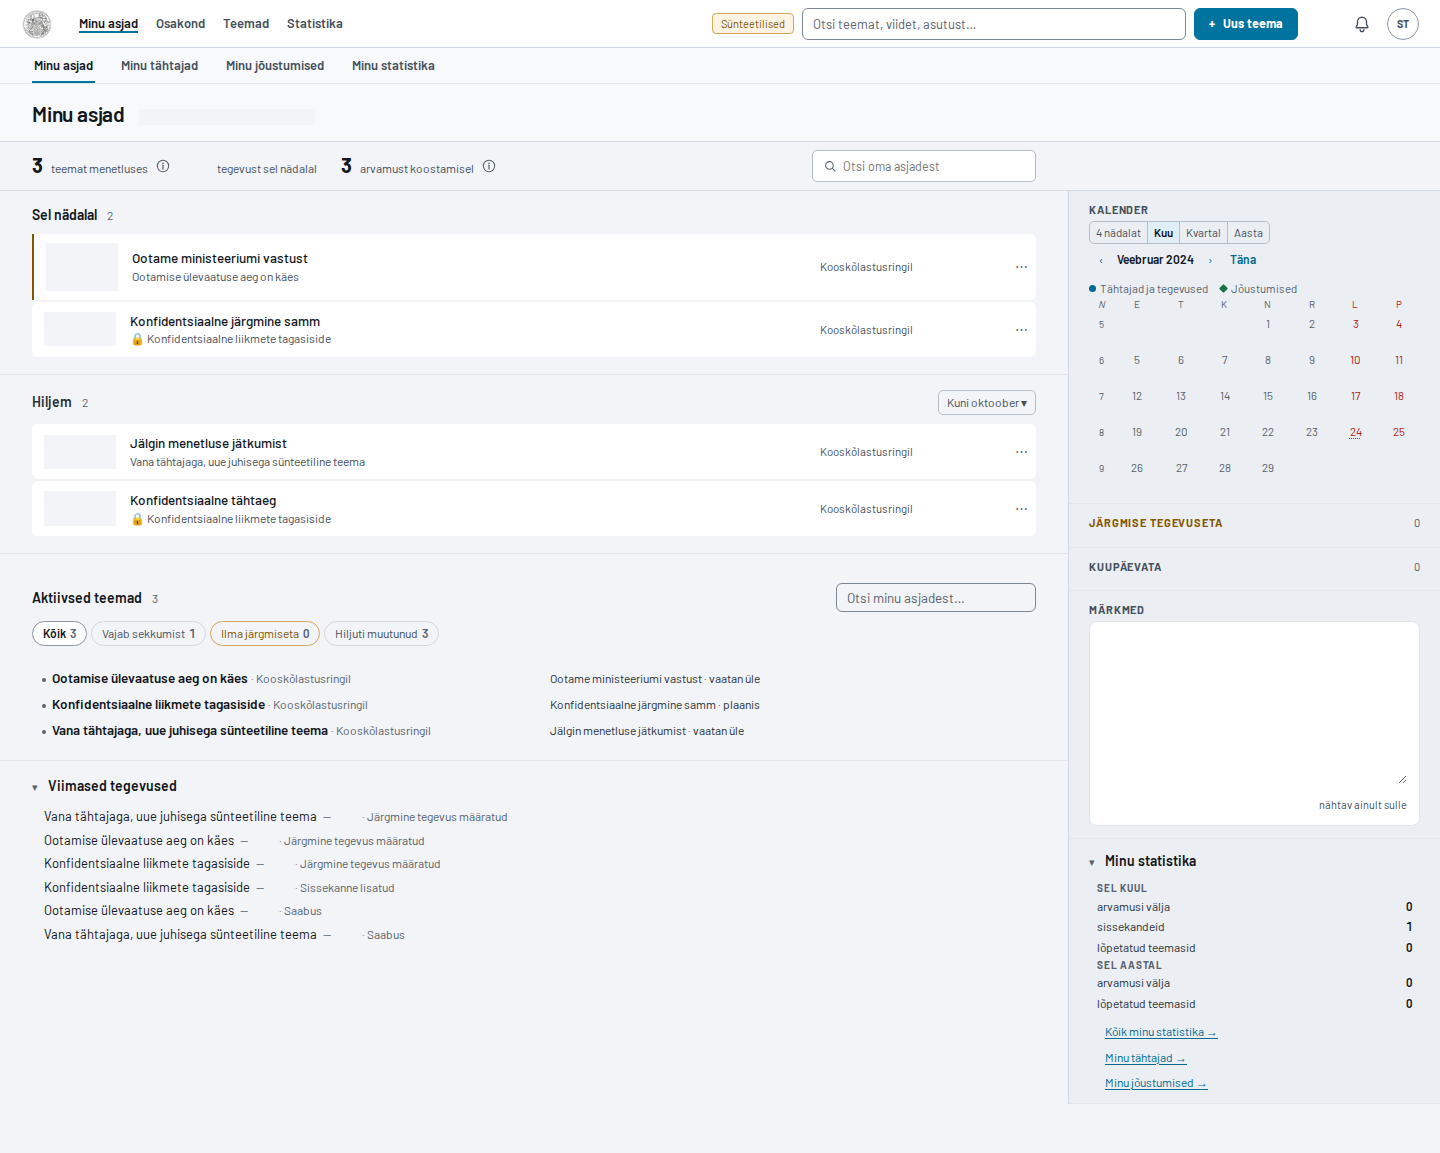 Minu asjad Osakond Teemad Statistika Sünteetilised Otsi teemat, viidet, asutust... + Uus teema ST
Minu asjad Minu tähtajad Minu jõustumised Minu statistika
Minu asjad
3 teemat menetluses tegevust sel nädalal 3 arvamust koostamisel Otsi oma asjadest
Sel nädalal 2
Ootame ministeeriumi vastust
Ootamise ülevaatuse aeg on käes
Kooskõlastusringil ...
Konfidentsiaalne järgmine samm
🔒 Konfidentsiaalne liikmete tagasiside
Kooskõlastusringil ...
Hiljem 2 Kuni oktoober ▾
Jälgin menetluse jätkumist
Vana tähtajaga, uue juhisega sünteetiline teema
Kooskõlastusringil ...
Konfidentsiaalne tähtaeg
🔒 Konfidentsiaalne liikmete tagasiside
Kooskõlastusringil ...
Aktiivsed teemad 3 Otsi minu asjadest...
Kõik 3 Vajab sekkumist 1 Ilma järgmiseta 0 Hiljuti muutunud 3
• Ootamise ülevaatuse aeg on käes · Kooskõlastusringil Ootame ministeeriumi vastust · vaatan üle
• Konfidentsiaalne liikmete tagasiside · Kooskõlastusringil Konfidentsiaalne järgmine samm · plaanis
• Vana tähtajaga, uue juhisega sünteetiline teema · Kooskõlastusringil Jälgin menetluse jätkumist · vaatan üle
▾ Viimased tegevused
Vana tähtajaga, uue juhisega sünteetiline teema — · Järgmine tegevus määratud
Ootamise ülevaatuse aeg on käes — · Järgmine tegevus määratud
Konfidentsiaalne liikmete tagasiside — · Järgmine tegevus määratud
Konfidentsiaalne liikmete tagasiside — · Sissekanne lisatud
Ootamise ülevaatuse aeg on käes — · Saabus
Vana tähtajaga, uue juhisega sünteetiline teema — · Saabus
KALENDER
4 nädalat Kuu Kvartal Aasta
‹ Veebruar 2024 › Täna
Tähtajad ja tegevused Jõustumised
N E T K N R L P
5 1 2 3 4
6 5 6 7 8 9 10 11
7 12 13 14 15 16 17 18
8 19 20 21 22 23 24 25
9 26 27 28 29
JÄRGMISE TEGEVUSETA 0
KUUPÄEVATA 0
MÄRKMED
nähtav ainult sulle
▾ Minu statistika
SEL KUUL
arvamusi välja 0
sissekandeid 1
lõpetatud teemasid 0
SEL AASTAL
arvamusi välja 0
lõpetatud teemasid 0
Kõik minu statistika →
Minu tähtajad →
Minu jõustumised →